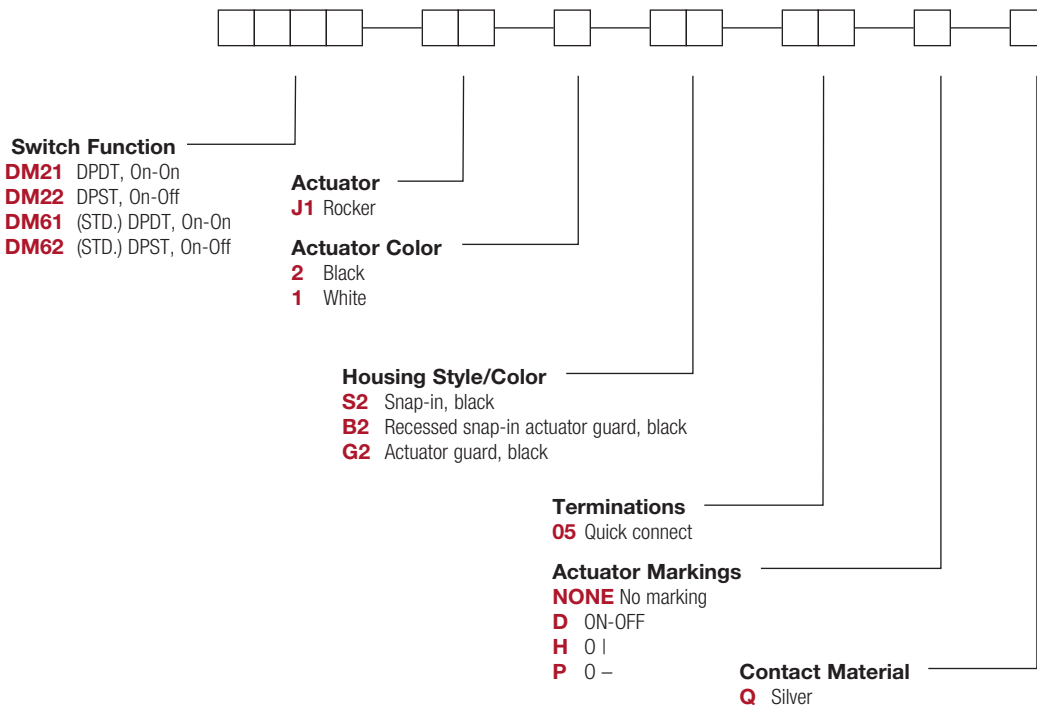 Switch Function
DM21 DPDT, On-On
DM22 DPST, On-Off
DM61 (STD.) DPDT, On-On
DM62 (STD.) DPST, On-Off
Actuator
J1 Rocker
Actuator Color
2 Black
1 White
Housing Style/Color
S2 Snap-in, black
B2 Recessed snap-in actuator guard, black
G2 Actuator guard, black
Terminations
05 Quick connect
Actuator Markings
NONE No marking
D ON-OFF
H O |
P O –
Contact Material
Q Silver